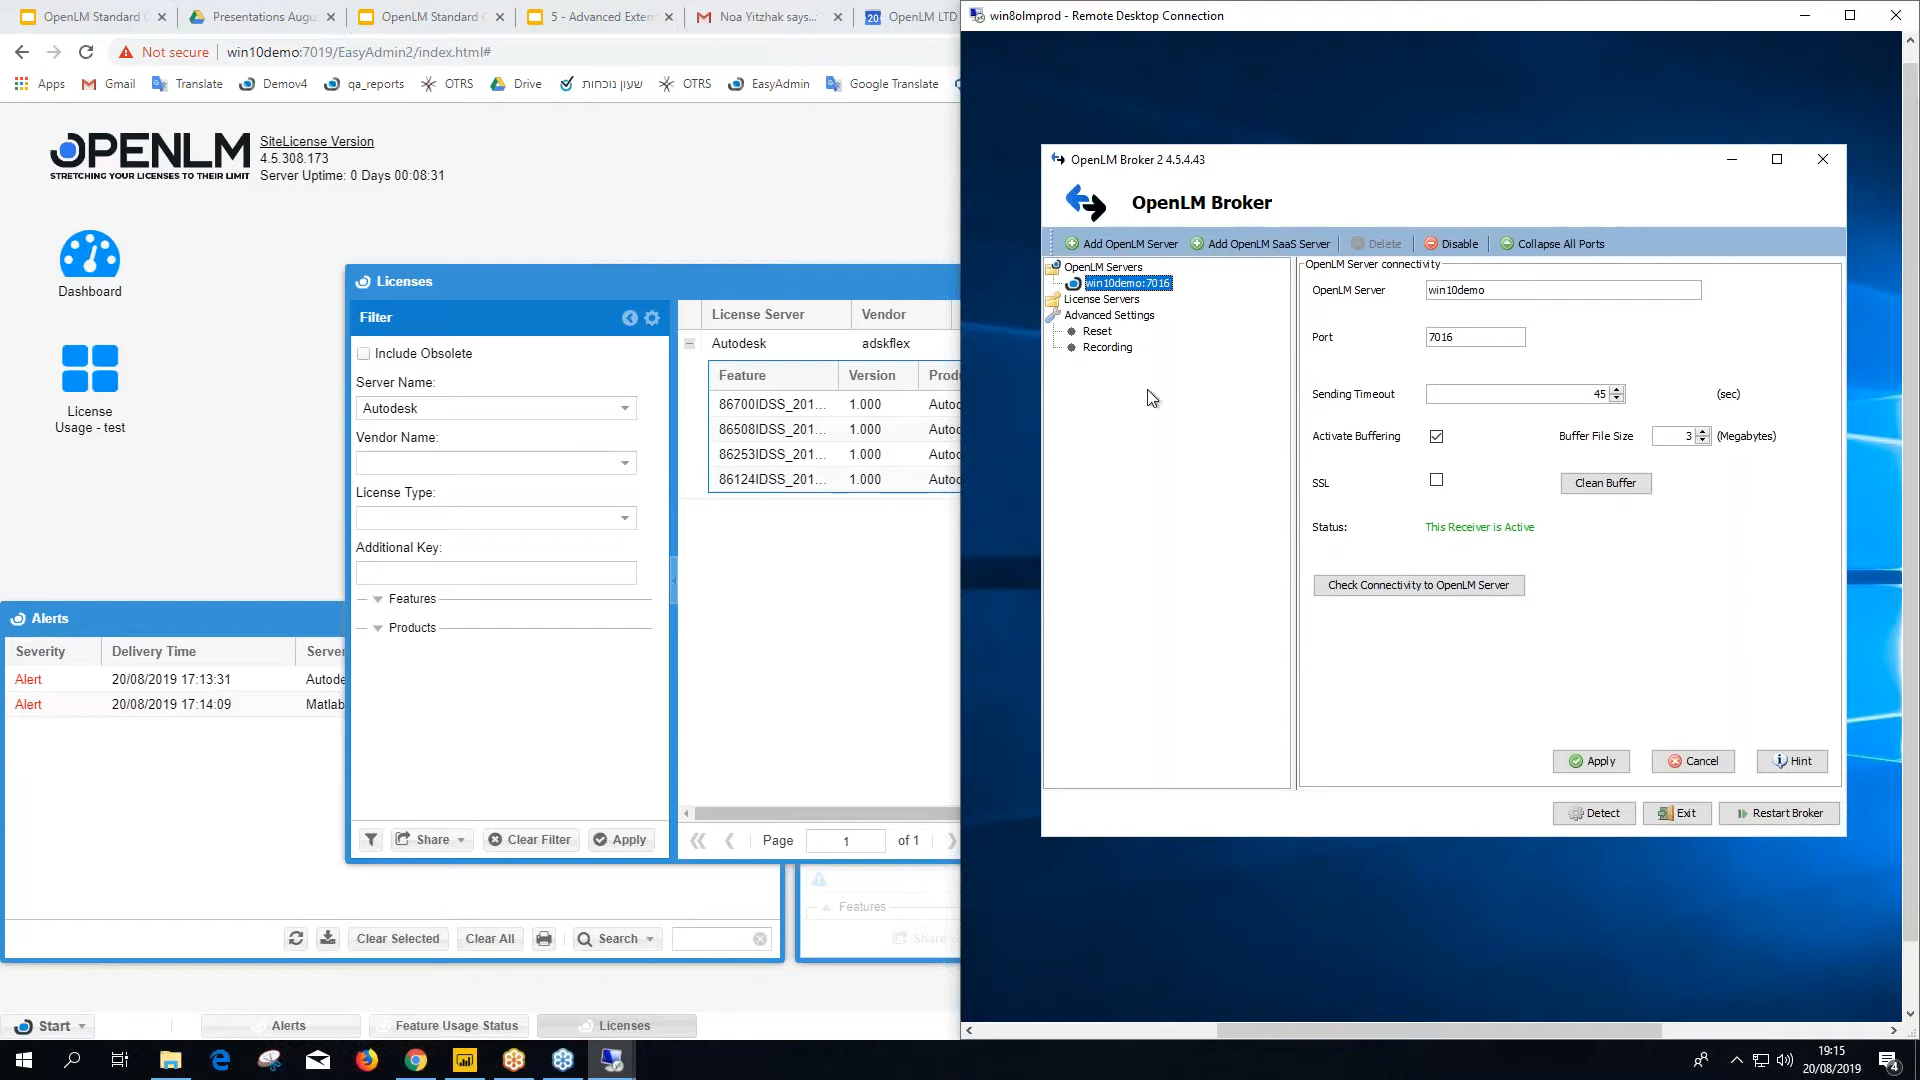 OpenLM Standard
Presentations Augu
OpenLM Standard
5 - Advanced Exter
Noa Yitzhak says...
20
OpenLM LTD
Not secure
win10demo:7019/EasyAdmin2/index.html#
Apps
Gmail
Translate
Demov4
qa_reports
OTRS
Drive
שעון נוכחות
OTRS
EasyAdmin
Google Translate
OPENLM
STRETCHING YOUR LICENSES TO THEIR LIMIT
SiteLicense Version
4.5.308.173
Server Uptime: 0 Days 00:08:31
Dashboard
License
Usage - test
Licenses
Filter
Include Obsolete
Server Name:
Autodesk
Vendor Name:
License Type:
Additional Key:
Features
Products
Share
Clear Filter
Apply
License Server
Vendor
Autodesk
adskflex
Feature
Version
Produ
86700IDSS_201...
1.000
Autoc
86508IDSS_201...
1.000
Autoc
86253IDSS_201...
1.000
Autoc
86124IDSS_201...
1.000
Autoc
Page
1
of 1
Alerts
Severity
Delivery Time
Server
Alert
20/08/2019 17:13:31
Autode
Alert
20/08/2019 17:14:09
Matlab
Clear Selected
Clear All
Search
Features
Share
Start
Alerts
Feature Usage Status
Licenses
win8olmprod - Remote Desktop Connection
OpenLM Broker 2 4.5.4.43
OpenLM Broker
Add OpenLM Server
Add OpenLM SaaS Server
Delete
Disable
Collapse All Ports
OpenLM Servers
win10demo:7016
License Servers
Advanced Settings
Reset
Recording
OpenLM Server connectivity
OpenLM Server
win10demo
Port
7016
Sending Timeout
45
(sec)
Activate Buffering
Buffer File Size
3
(Megabytes)
SSL
Clean Buffer
Status:
This Receiver is Active
Check Connectivity to OpenLM Server
Apply
Cancel
Hint
Detect
Exit
Restart Broker
19:15
20/08/2019
4